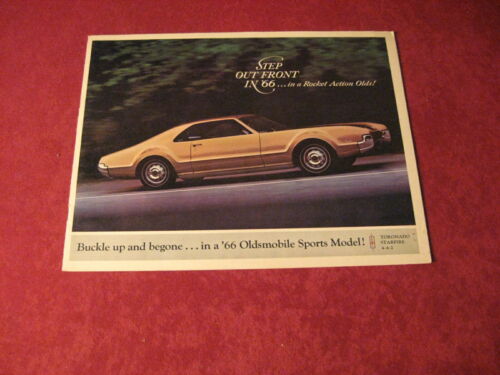 STEP
OUT FRONT
IN '66 ... in a Rocket Action Olds!
Buckle up and begone ... in a '66 Oldsmobile Sports Model!
TORONADO
STARFIRE
4-4-2